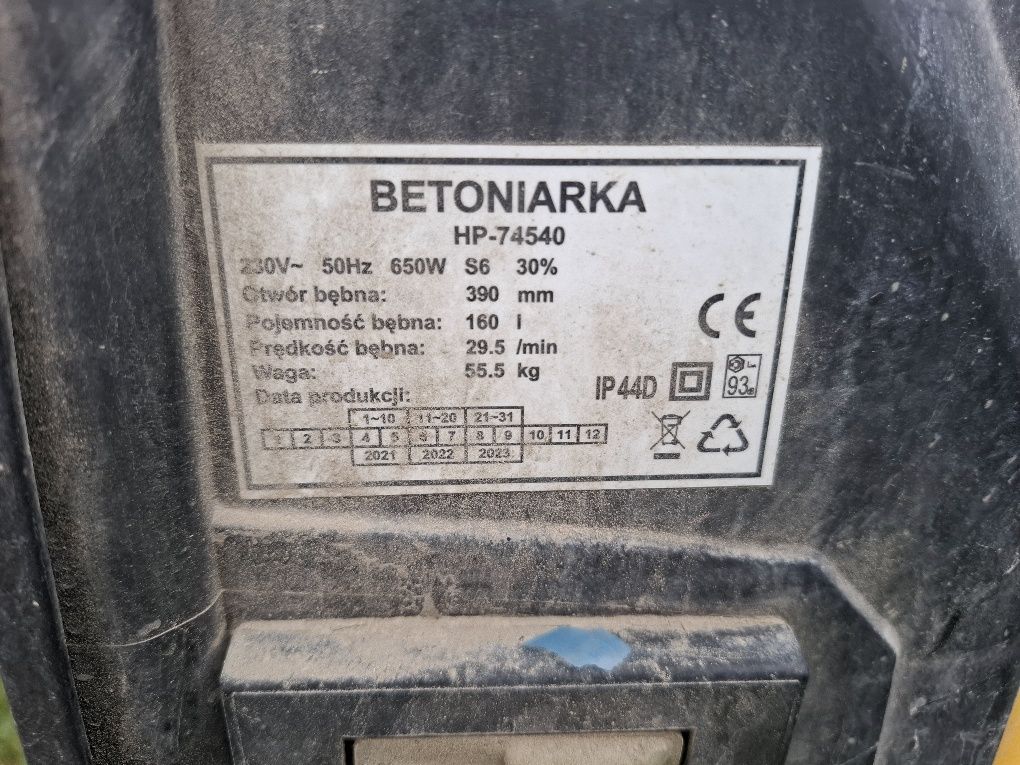 BETONIARKA
HP-74540
230V~ 50Hz 650W S6 30%
Otwór bębna: 390 mm
Pojemność bębna: 160 l
Prędkość bębna: 29.5 /min
Waga: 55.5 kg
Data produkcji:
1~10 11~20 21~31
1 2 3 4 5 6 7 8 9 10 11 12
2021 2022 2023
CE
IP44D
93